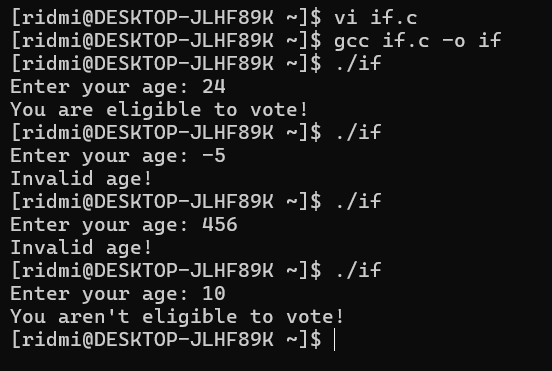 [ridmi@DESKTOP-JLHF89K ~]$ vi if.c
[ridmi@DESKTOP-JLHF89K ~]$ gcc if.c -o if
[ridmi@DESKTOP-JLHF89K ~]$ ./if
Enter your age: 24
You are eligible to vote!
[ridmi@DESKTOP-JLHF89K ~]$ ./if
Enter your age: -5
Invalid age!
[ridmi@DESKTOP-JLHF89K ~]$ ./if
Enter your age: 456
Invalid age!
[ridmi@DESKTOP-JLHF89K ~]$ ./if
Enter your age: 10
You aren't eligible to vote!
[ridmi@DESKTOP-JLHF89K ~]$